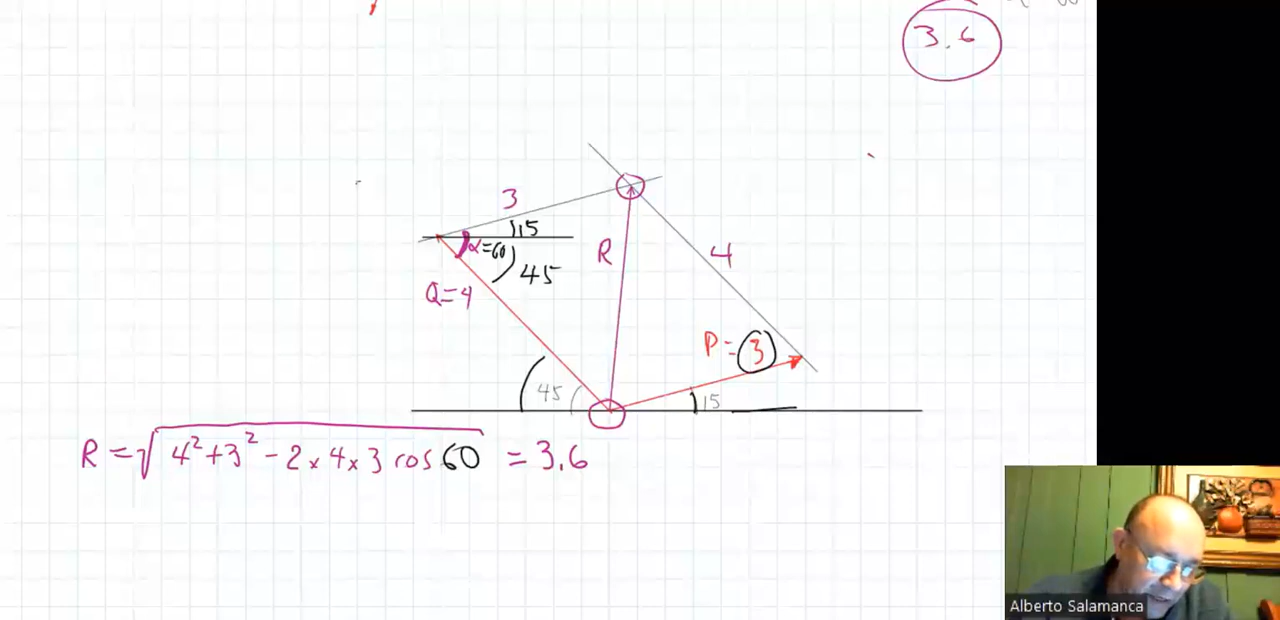 3.6
3
15
α=60
45
Q=4
R
4
P=3
45
15
R = √4²+3² - 2 x 4 x 3 cos 60 = 3.6
Alberto Salamanca